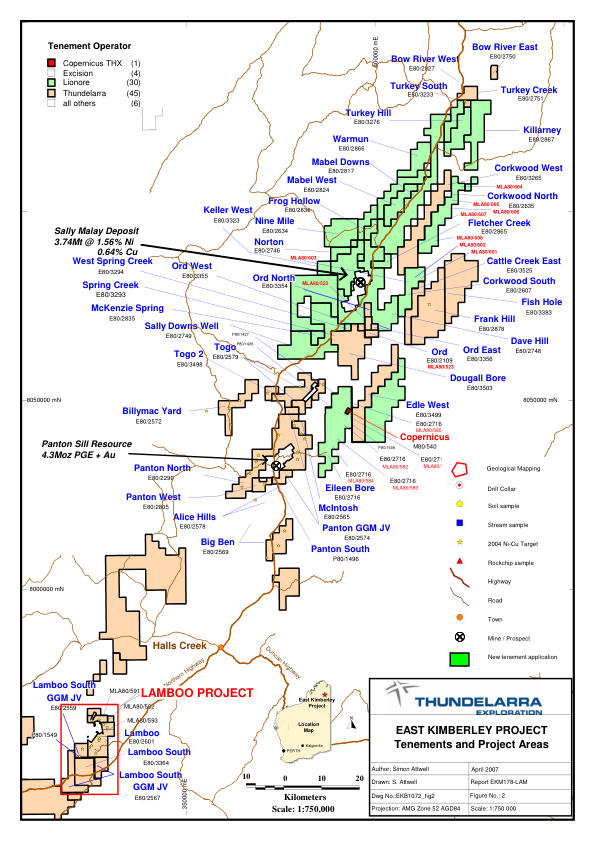 Tenement Operator
Copernicus THX (1)
Excision (4)
Lionore (30)
Thundelarra (45)
all others (6)
500000 mE
Bow River East
E80/2750
Bow River West
E80/2827
Turkey South
E80/3233
Turkey Creek
E80/2751
Turkey Hill
E80/3276
Killarney
E80/2867
Warmun
E80/2866
Mabel Downs
E80/2817
Corkwood West
E80/3265
Mabel West
E80/2824
MLA80/604
Corkwood North
E80/2635
MLA80/605
MLA80/607
MLA80/606
Frog Hollow
E80/2836
Keller West
E80/3323
Nine Mile
E80/2634
Fletcher Creek
E80/2865
Sally Malay Deposit
3.74Mt @ 1.56% Ni
0.64% Cu
Norton
E80/2746
MLA80/603
MLA80/608
MLA80/602
MLA80/601
West Spring Creek
E80/3294
Ord West
E80/3355
Cattle Creek East
E80/3525
Ord North
E80/3354
MLA80/522
Corkwood South
E80/2607
Spring Creek
E80/3293
Fish Hole
E80/3383
McKenzie Spring
E80/2835
Frank Hill
E80/2878
Sally Downs Well
E80/2749
P80/1427
P80/1426
Dave Hill
E80/2748
Togo
E80/2579
Togo 2
E80/3498
Ord
E80/2109
MLA80/523
Ord East
E80/3356
Dougall Bore
E80/3503
8050000 mN
8050000 mN
Billymac Yard
E80/2572
Edle West
E80/3499
E80/2716
MLA80/580
Copernicus
M80/540
Panton Sill Resource
4.3Moz PGE + Au
E80/2716
MLA80/582
E80/271
MLA80/
Panton North
E80/2299
E80/2716
MLA80/584
E80/2716
MLA80/583
Eileen Bore
E80/2716
Panton West
E80/2805
McIntosh
E80/2565
Alice Hills
E80/2578
Panton GGM JV
E80/2574
Big Ben
E80/2569
Panton South
P80/1496
Geological Mapping
Drill Collar
Soil sample
Stream sample
2004 Ni-Cu Target
Rockchip sample
Highway
Road
Town
Mine / Prospect
New tenement application
8000000 mN
Halls Creek
Northern Highway
Duncan Highway
LAMBOO PROJECT
Lamboo South
GGM JV
E80/2559
MLA80/591
MLA80/592
MLA80/593
P80/1549
Lamboo
E80/2601
Lamboo South
E80/3364
Lamboo South
GGM JV
E80/2567
350000 mE
East Kimberley
Project
Location
Map
Kalgoorlie
PERTH
N
10 0 10 20
Kilometers
Scale: 1:750,000
THUNDELARRA
EXPLORATION
EAST KIMBERLEY PROJECT
Tenements and Project Areas
Author: Simon Attwell
April 2007
Drawn: S. Attwell
Report EKM178-LAM
Dwg No.:EKB1072_fig2
Figure No.: 2
Projection: AMG Zone 52 AGD84
Scale: 1:750 000